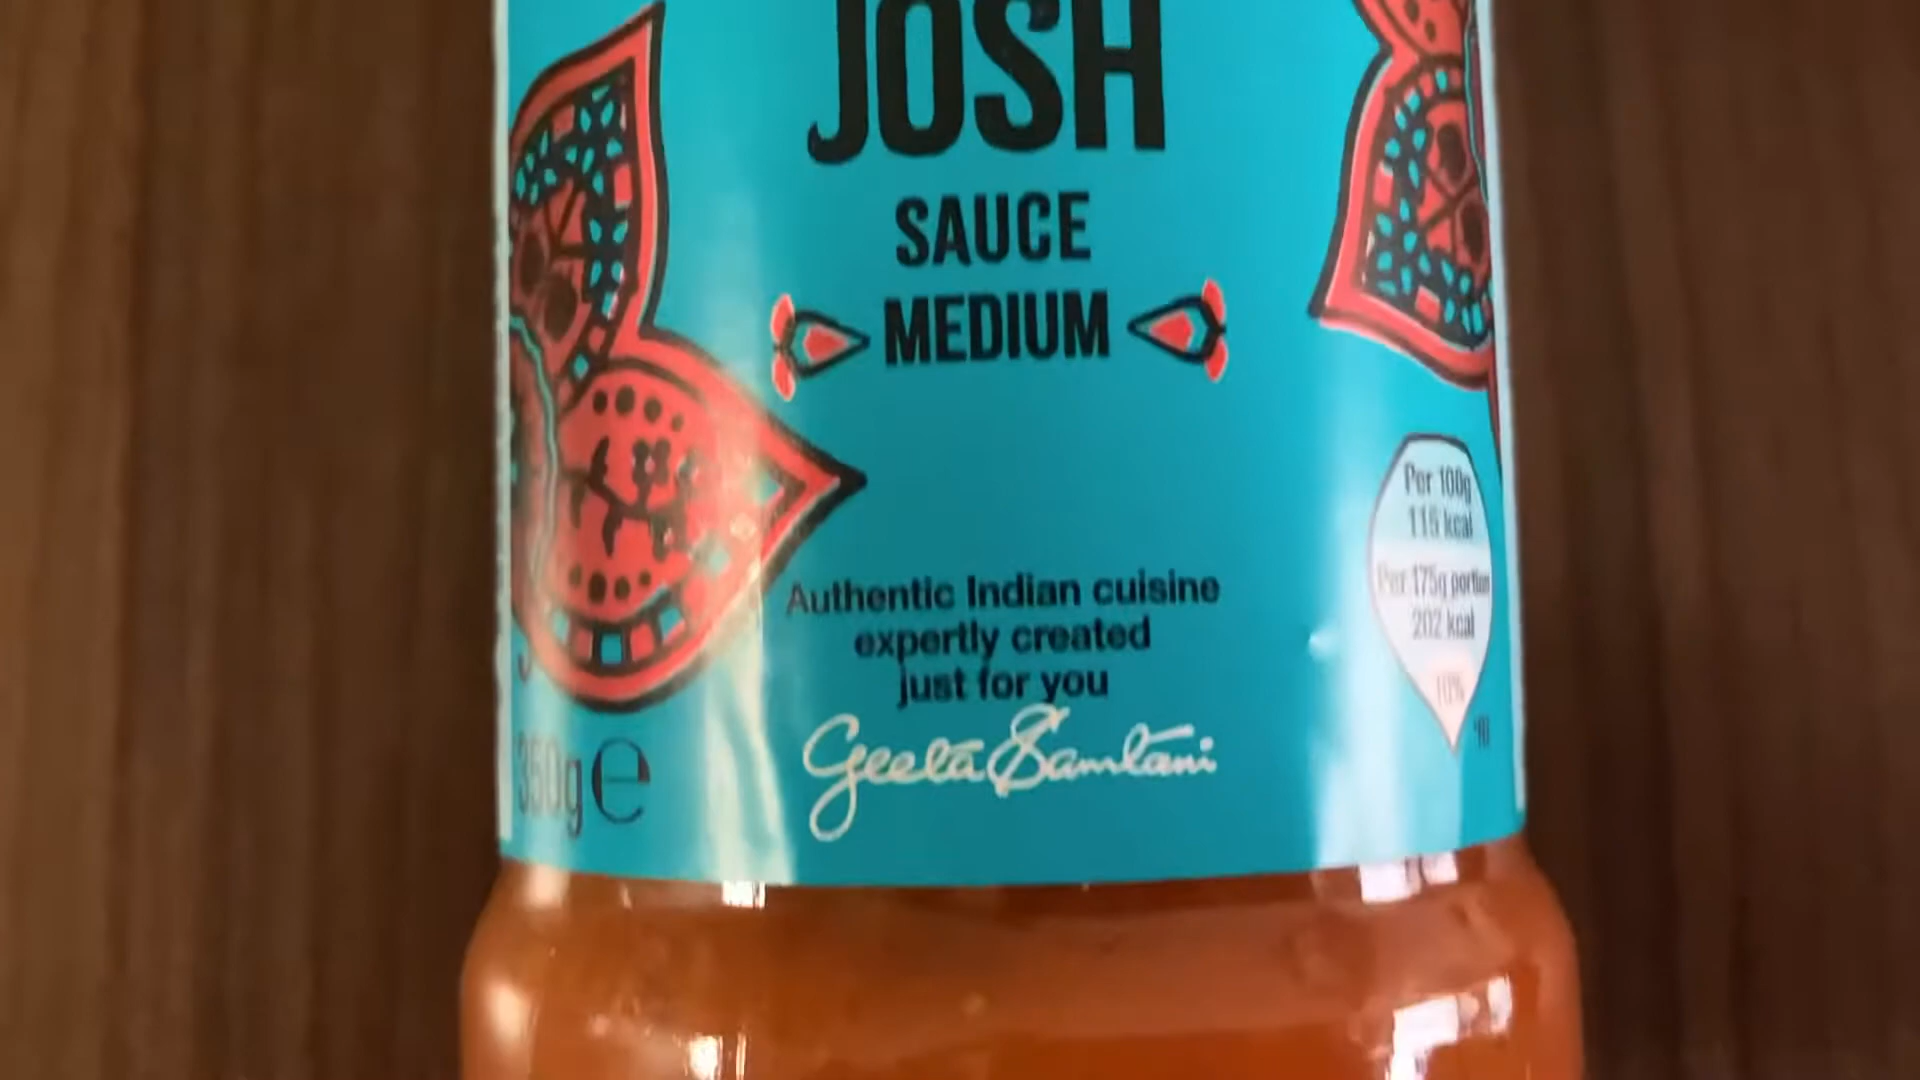 JOSH
SAUCE
MEDIUM
Per 100g
115 kcal
Per 175g portion
202 kcal
10%
Authentic Indian cuisine
expertly created
just for you
Geeta Samtani
350g e